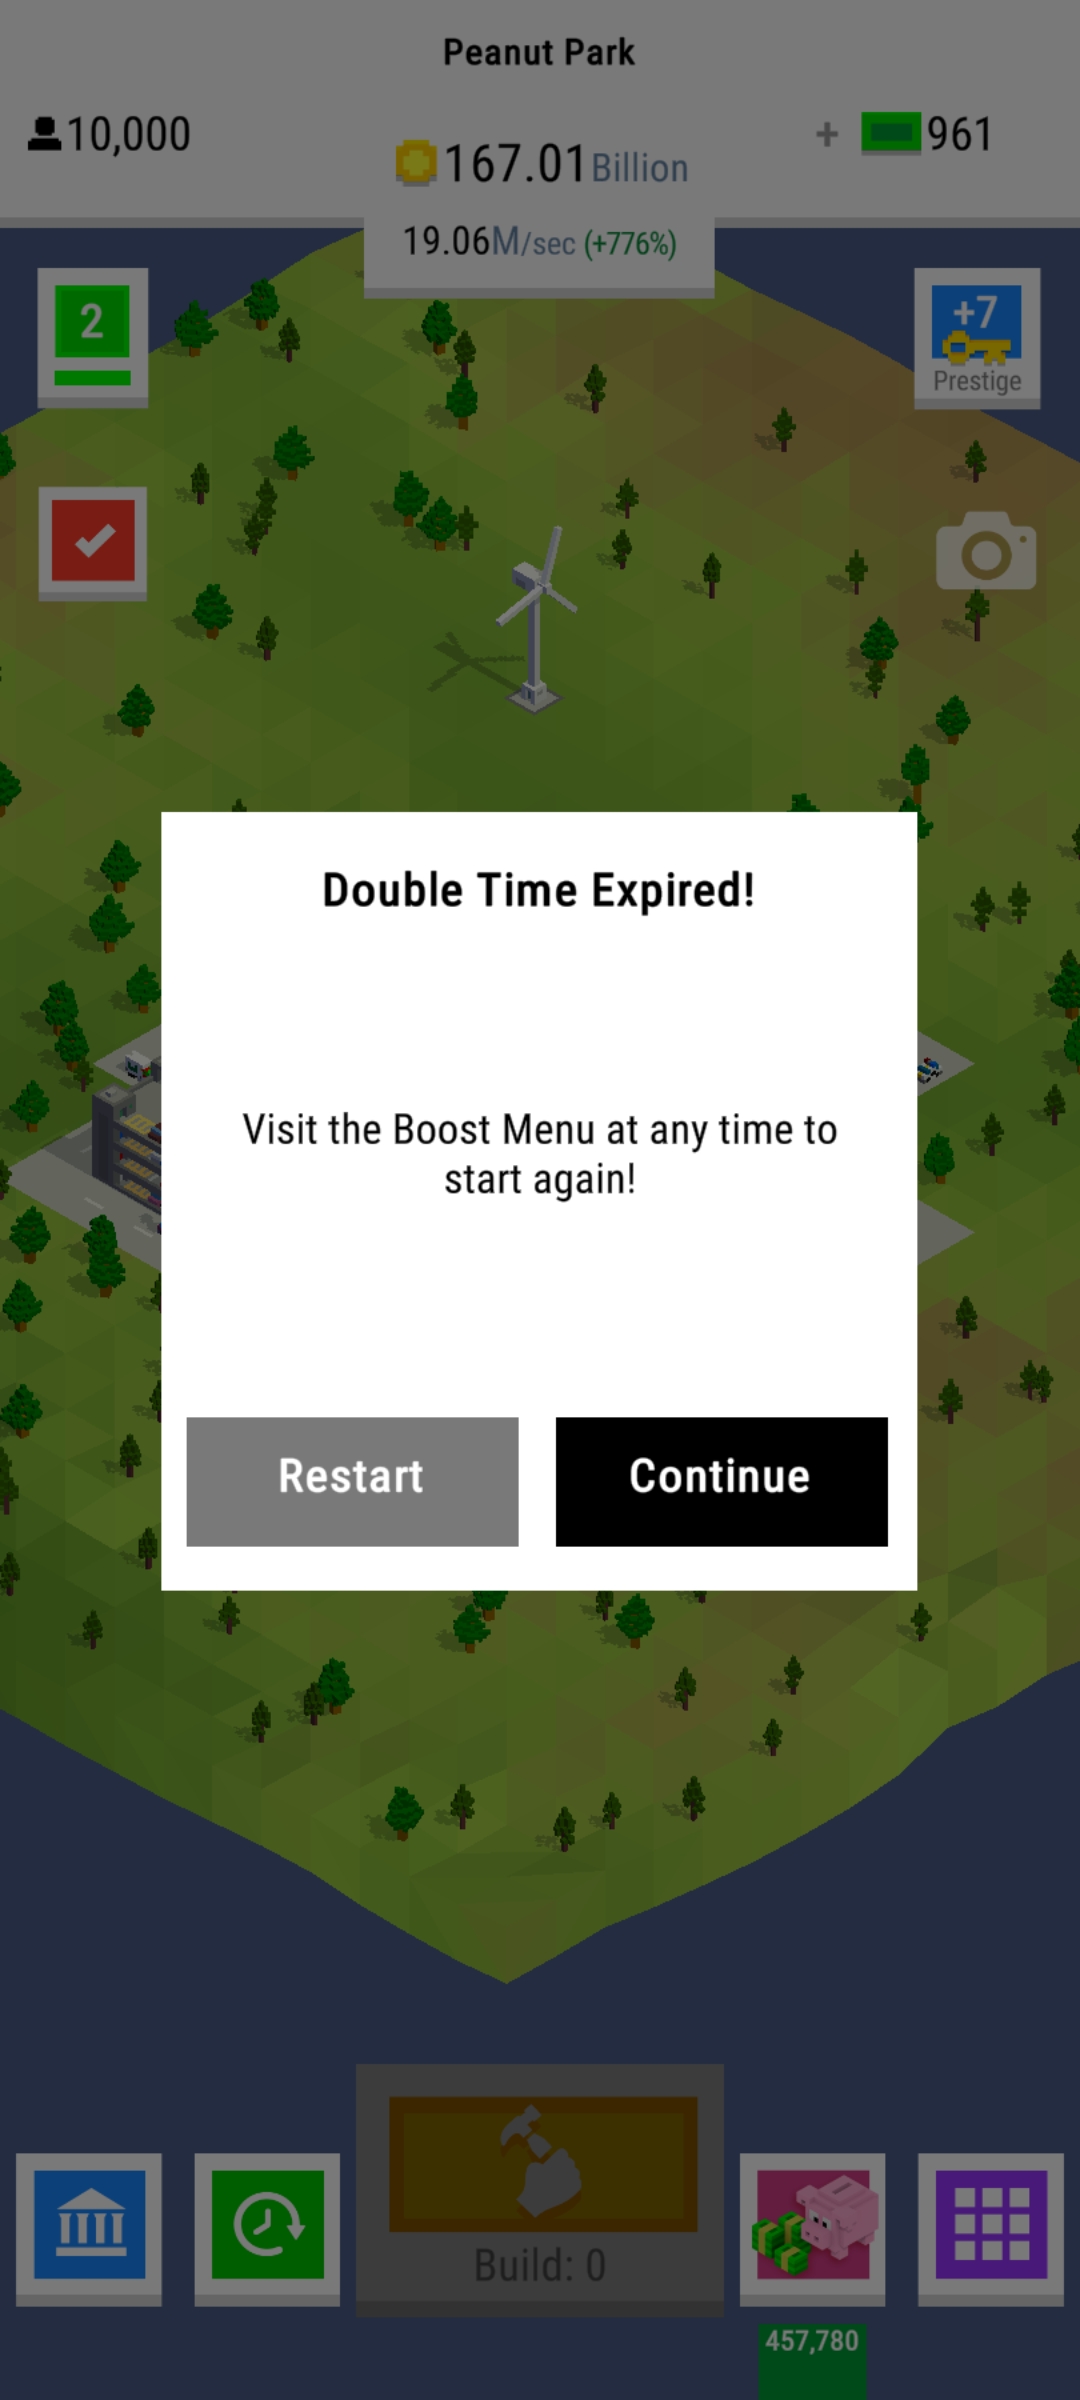 Peanut Park
10,000
167.01 Billion
+ 961
19.06M/sec (+776%)
2
+7
Prestige
Double Time Expired!
Visit the Boost Menu at any time to
start again!
Restart
Continue
Build: 0
457,780